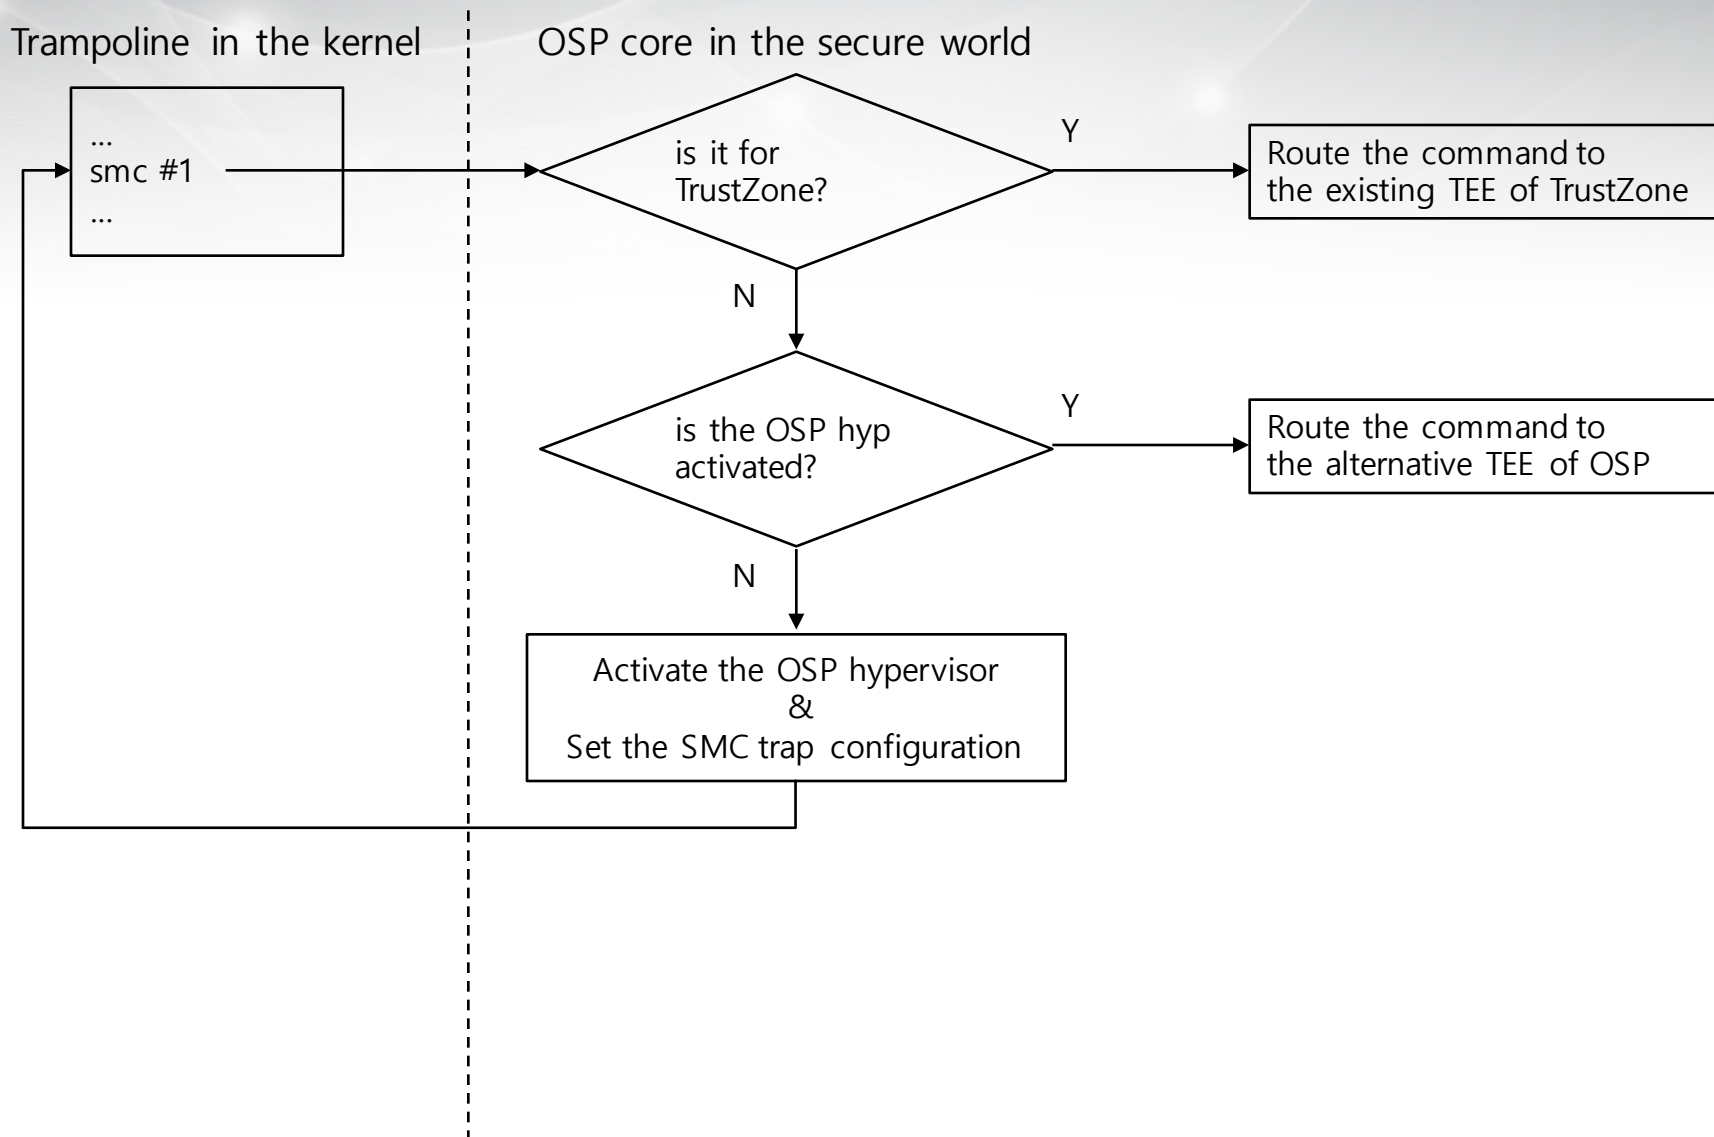 Trampoline in the kernel
OSP core in the secure world
...
smc #1
...
is it for
TrustZone?
Y
Route the command to
the existing TEE of TrustZone
N
is the OSP hyp
activated?
Y
Route the command to
the alternative TEE of OSP
N
Activate the OSP hypervisor
&
Set the SMC trap configuration